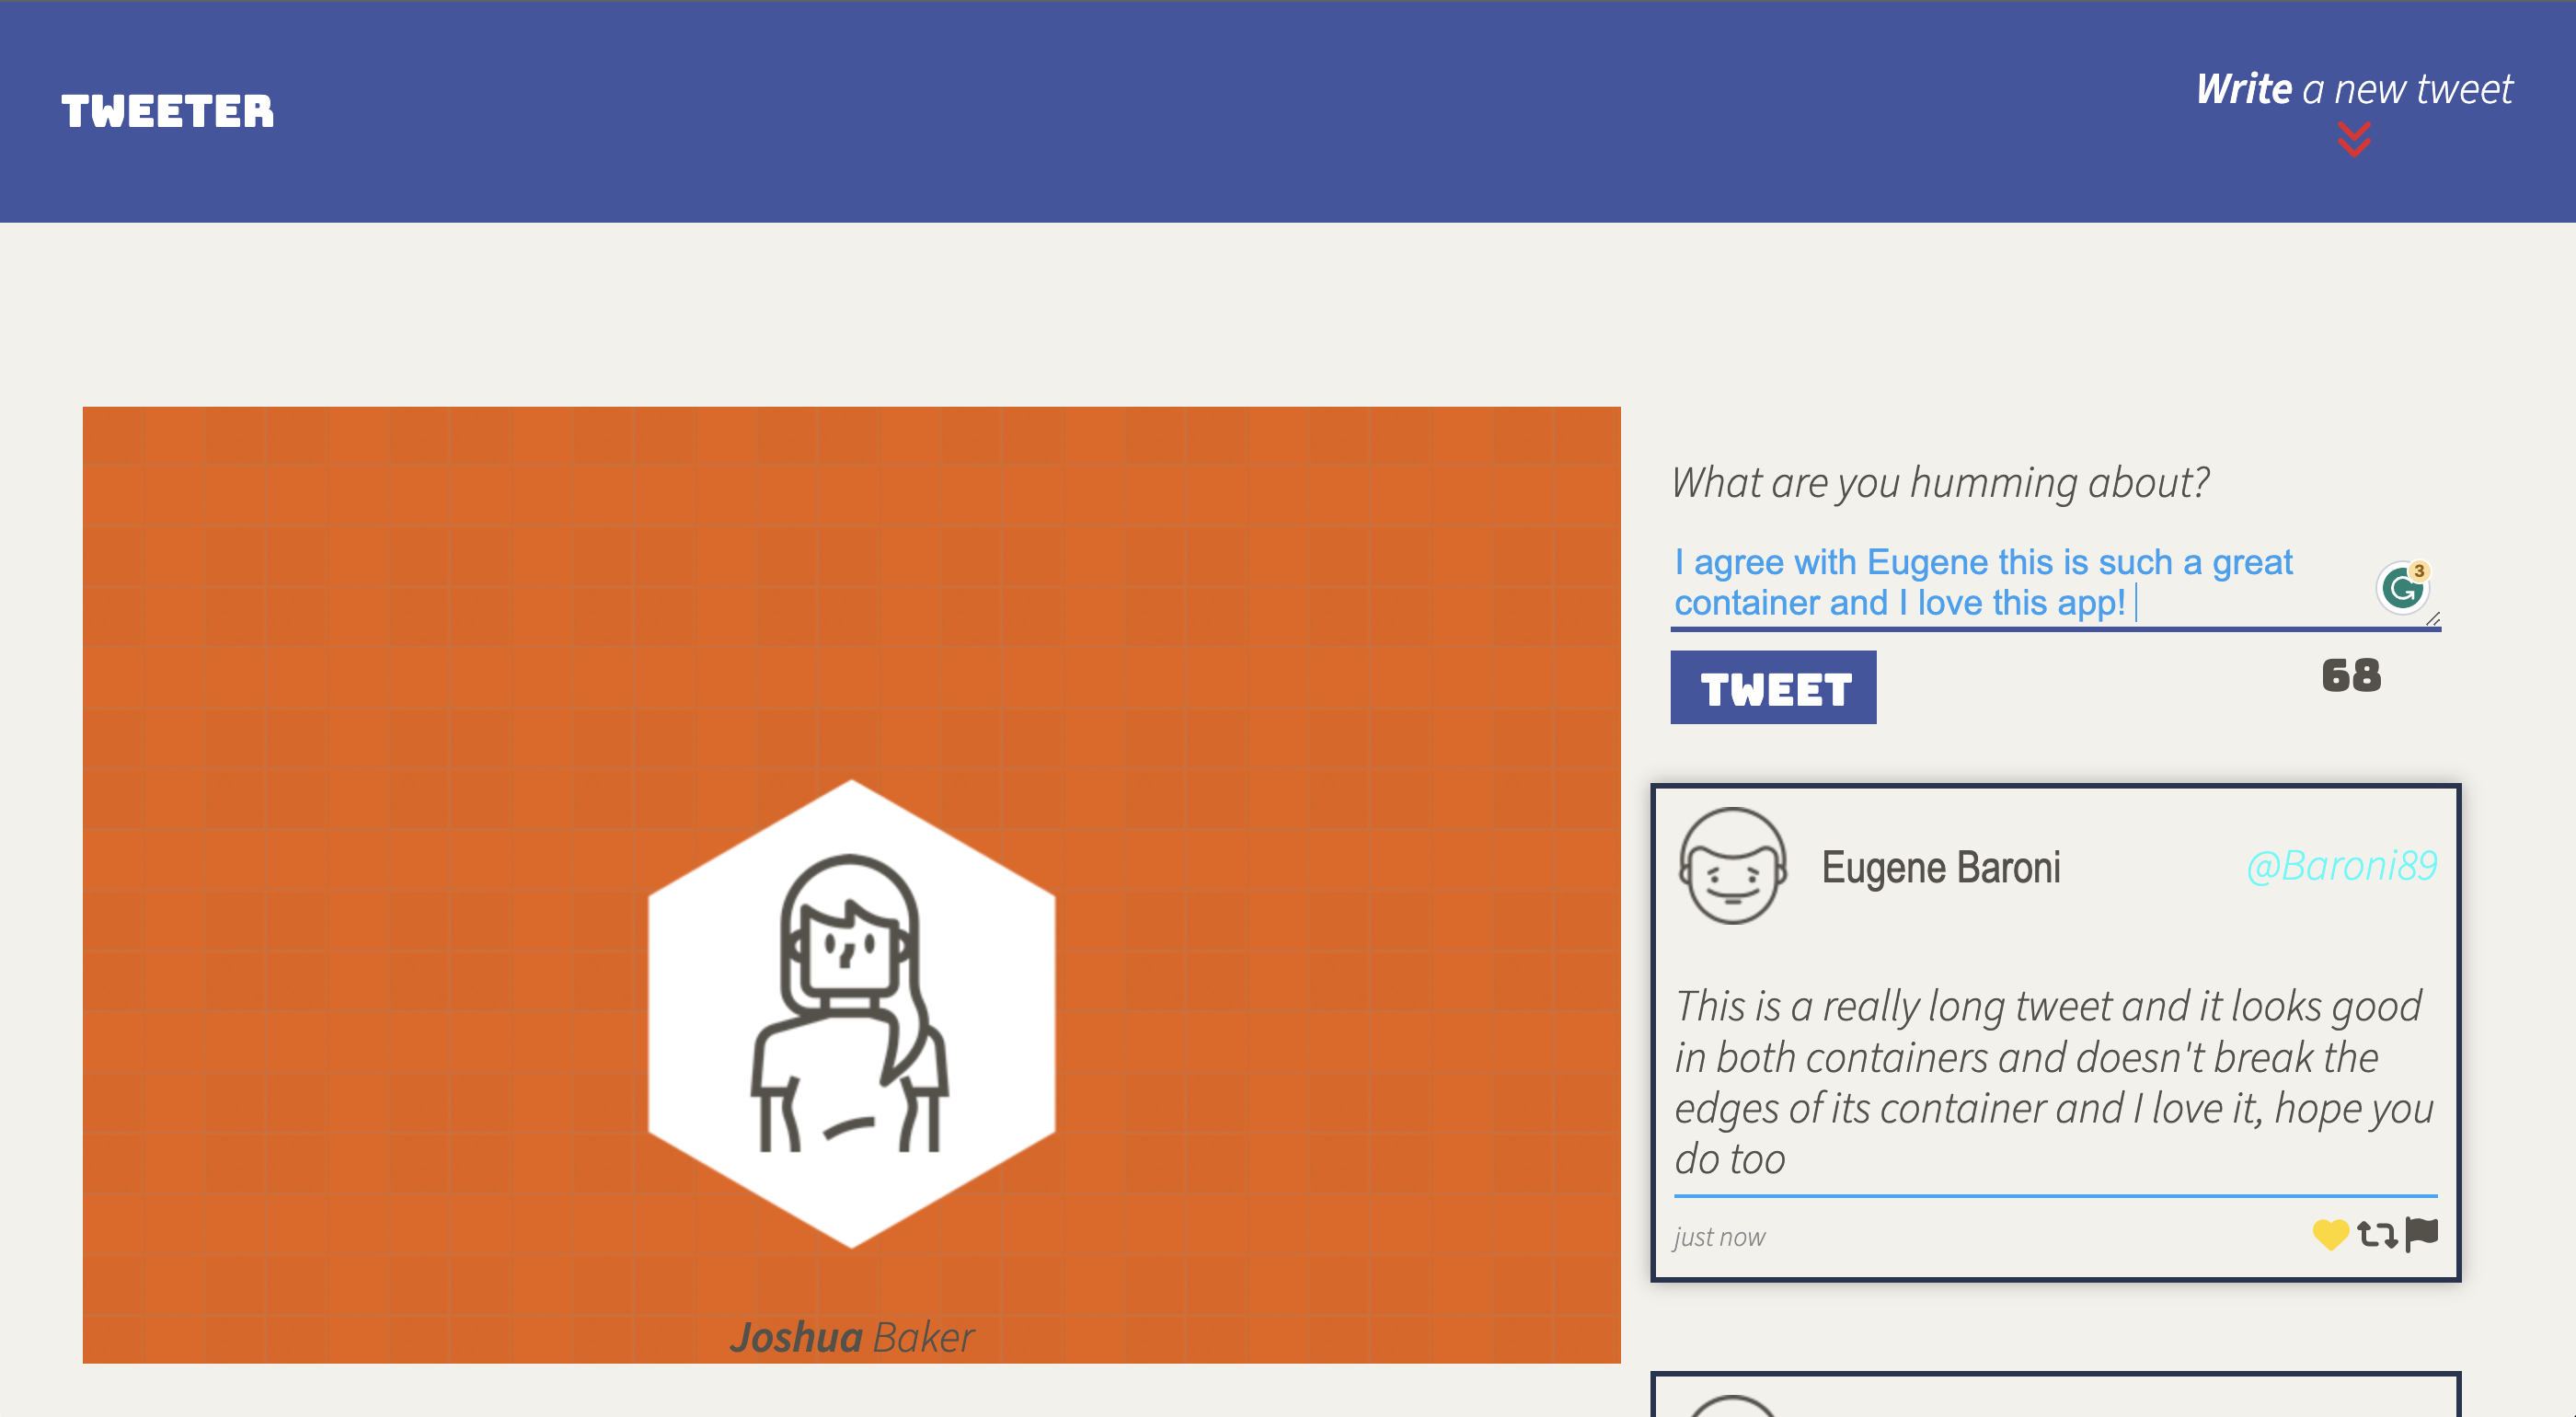 TWEETER
Write a new tweet
What are you humming about?
I agree with Eugene this is such a great
container and I love this app!
3
TWEET
68
Eugene Baroni
@Baroni89
This is a really long tweet and it looks good
in both containers and doesn't break the
edges of its container and I love it, hope you
do too
just now
Joshua Baker